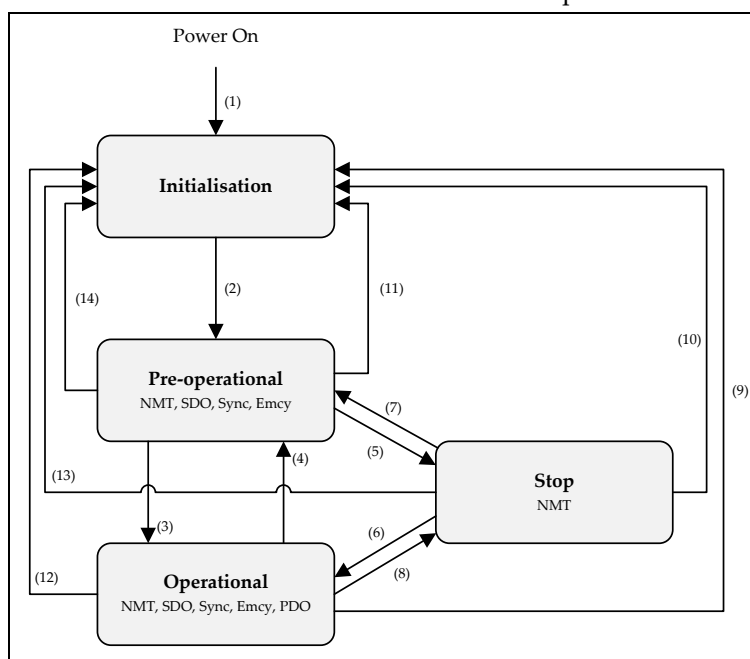 Power On
(1)
Initialisation
(2)
(14)
(11)
(10)
(9)
Pre-operational
NMT, SDO, Sync, Emcy
(7)
(5)
(4)
(13)
Stop
NMT
(3)
(6)
(8)
(12)
Operational
NMT, SDO, Sync, Emcy, PDO